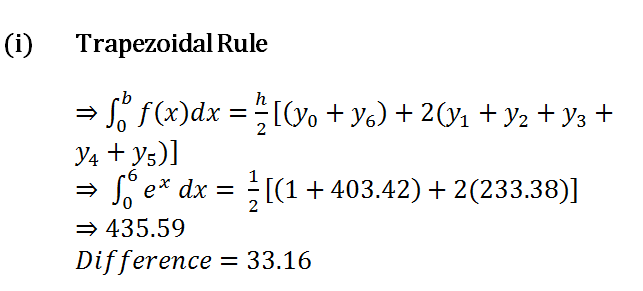 (i) Trapezoidal Rule
⇒ ∫₀ᵇ f(x)dx = h/2 [(y₀ + y₆) + 2(y₁ + y₂ + y₃ +
y₄ + y₅)]
⇒ ∫₀⁶ eˣ dx = 1/2 [(1 + 403.42) + 2(233.38)]
⇒ 435.59
Difference = 33.16